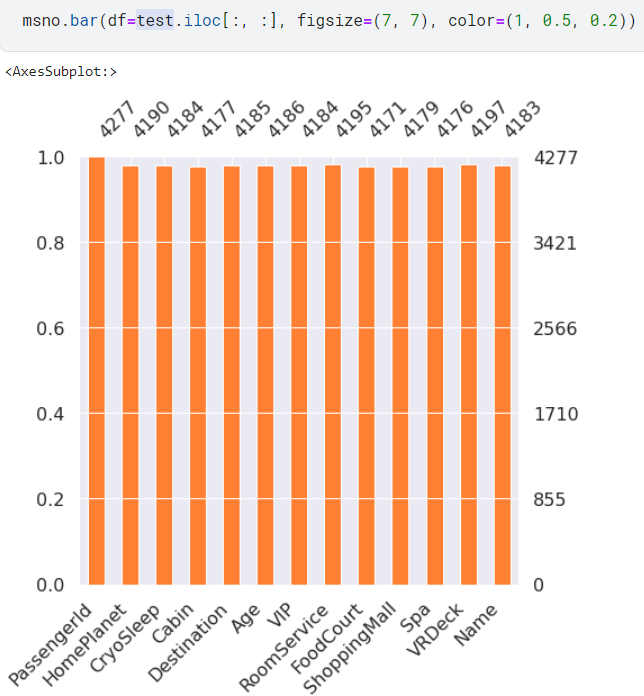 msno.bar(df=test.iloc[:, :], figsize=(7, 7), color=(1, 0.5, 0.2))
<AxesSubplot:>
4277 4190 4184 4177 4185 4186 4184 4195 4171 4179 4176 4197 4183
1.0 4277
0.8 3421
0.6 2566
0.4 1710
0.2 855
0.0 0
PassengerId HomePlanet CryoSleep Cabin Destination Age VIP RoomService FoodCourt ShoppingMall Spa VRDeck Name